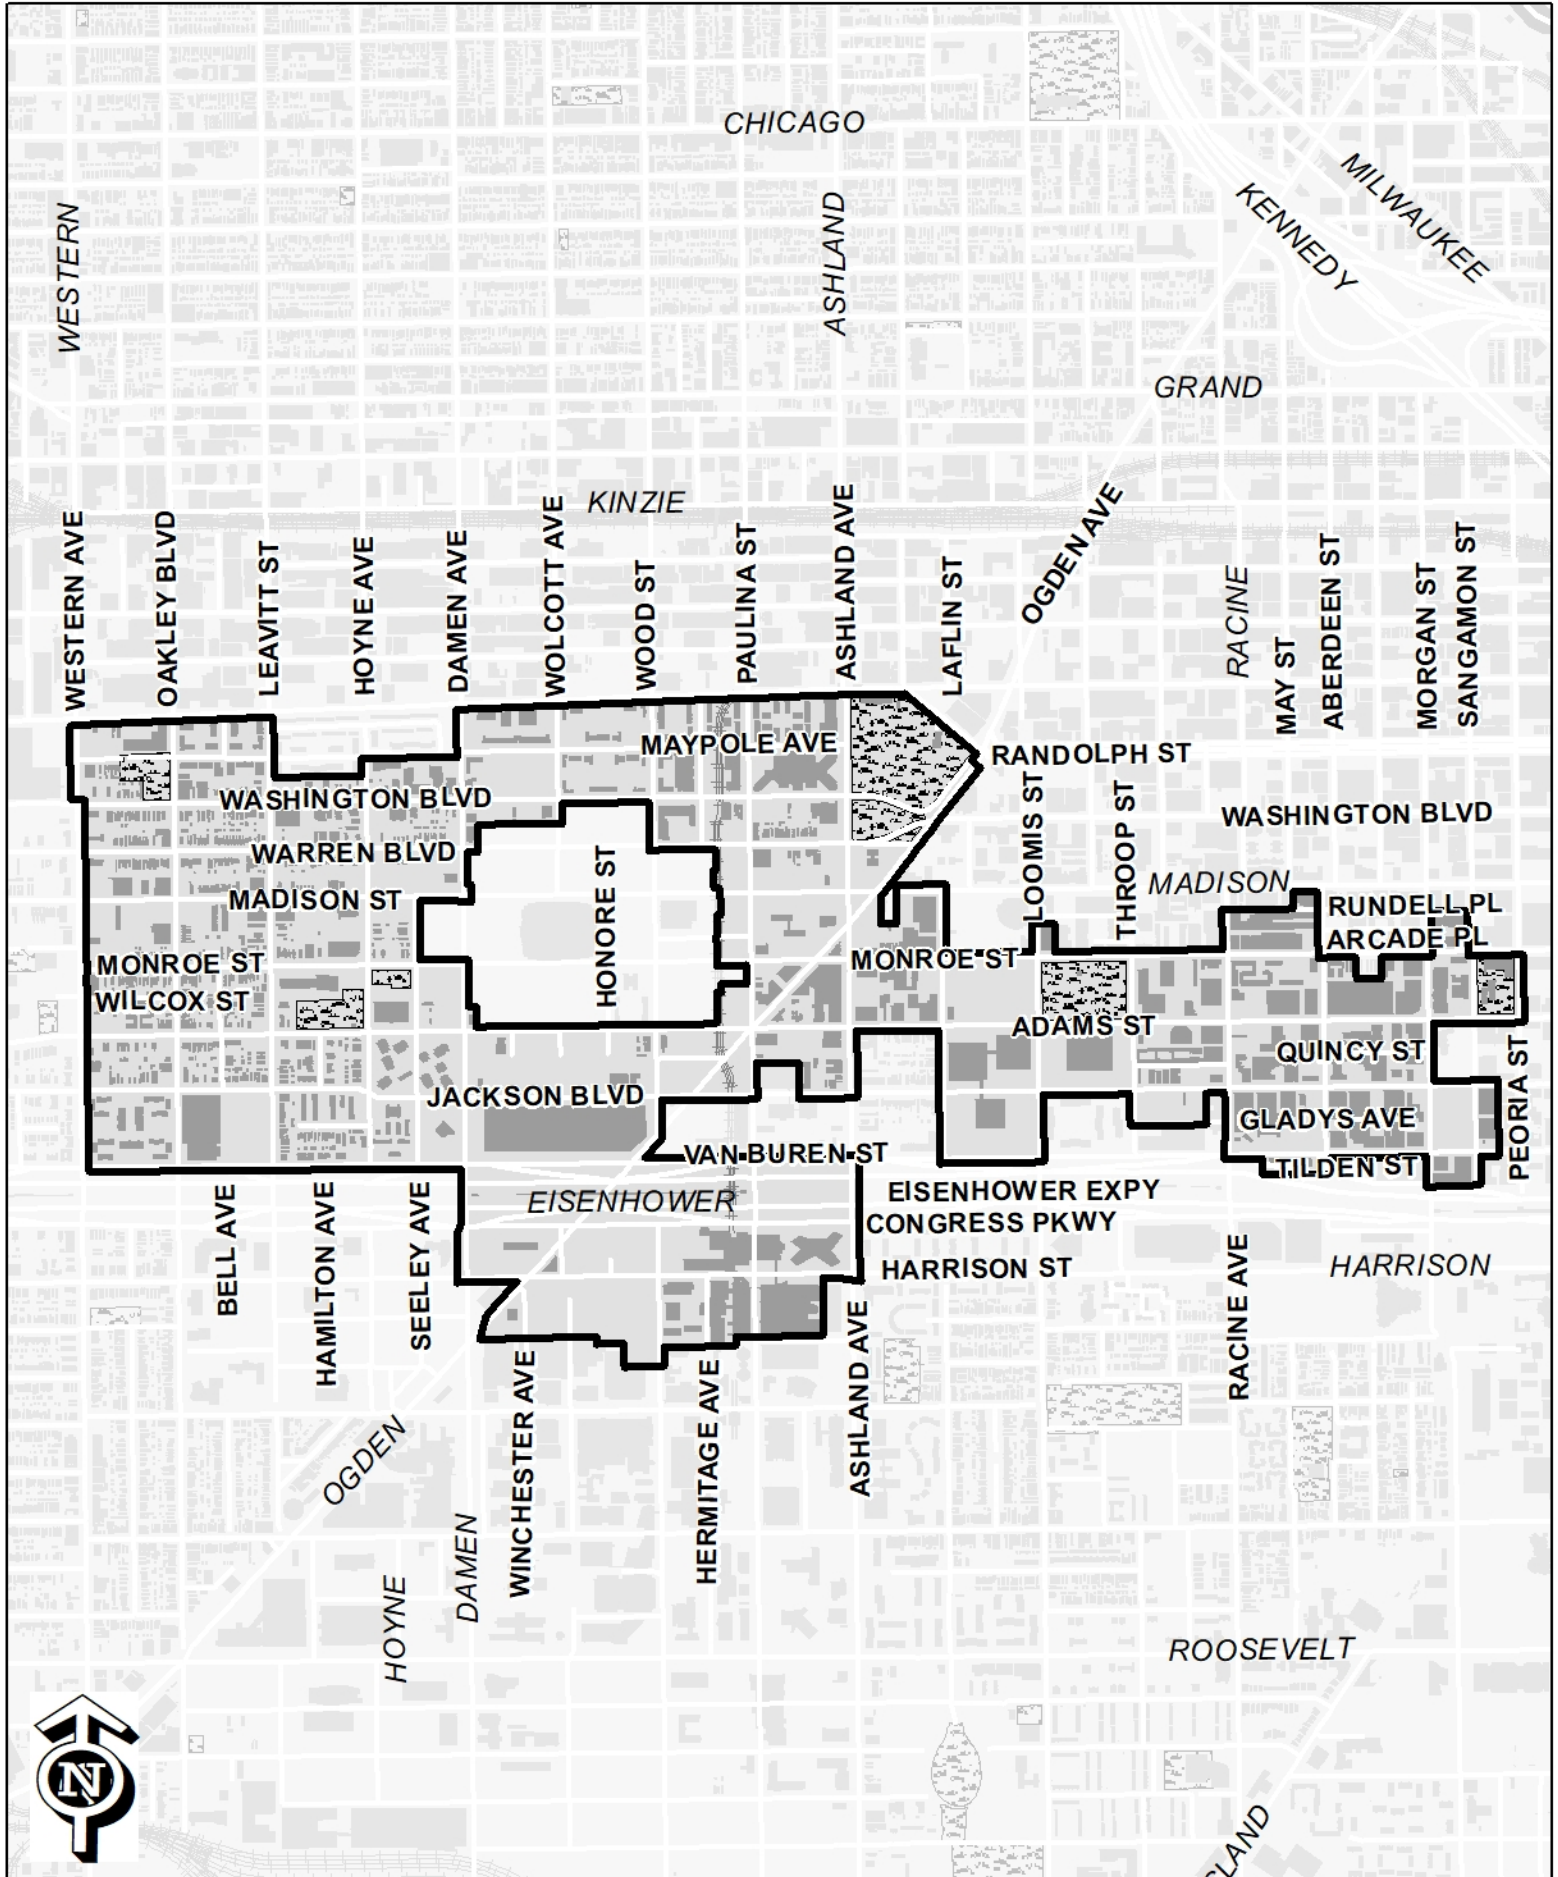 CHICAGO
MILWAUKEE
KENNEDY
WESTERN
ASHLAND
GRAND
KINZIE
WESTERN AVE
OAKLEY BLVD
LEAVITT ST
HOYNE AVE
DAMEN AVE
WOLCOTT AVE
WOOD ST
PAULINA ST
ASHLAND AVE
LAFLIN ST
OGDEN AVE
RACINE
MAY ST
ABERDEEN ST
MORGAN ST
SANGAMON ST
MAYPOLE AVE
RANDOLPH ST
WASHINGTON BLVD
LOOMIS ST
THROOP ST
WASHINGTON BLVD
WARREN BLVD
MADISON ST
HONORE ST
MADISON
RUNDELL PL
ARCADE PL
MONROE ST
MONROE ST
WILCOX ST
ADAMS ST
QUINCY ST
JACKSON BLVD
GLADYS AVE
PEORIA ST
VAN BUREN ST
TILDEN ST
EISENHOWER
EISENHOWER EXPY
CONGRESS PKWY
HARRISON ST
HARRISON
BELL AVE
HAMILTON AVE
SEELEY AVE
RACINE AVE
WINCHESTER AVE
HERMITAGE AVE
ASHLAND AVE
OGDEN
DAMEN
HOYNE
ROOSEVELT
N
SLAND